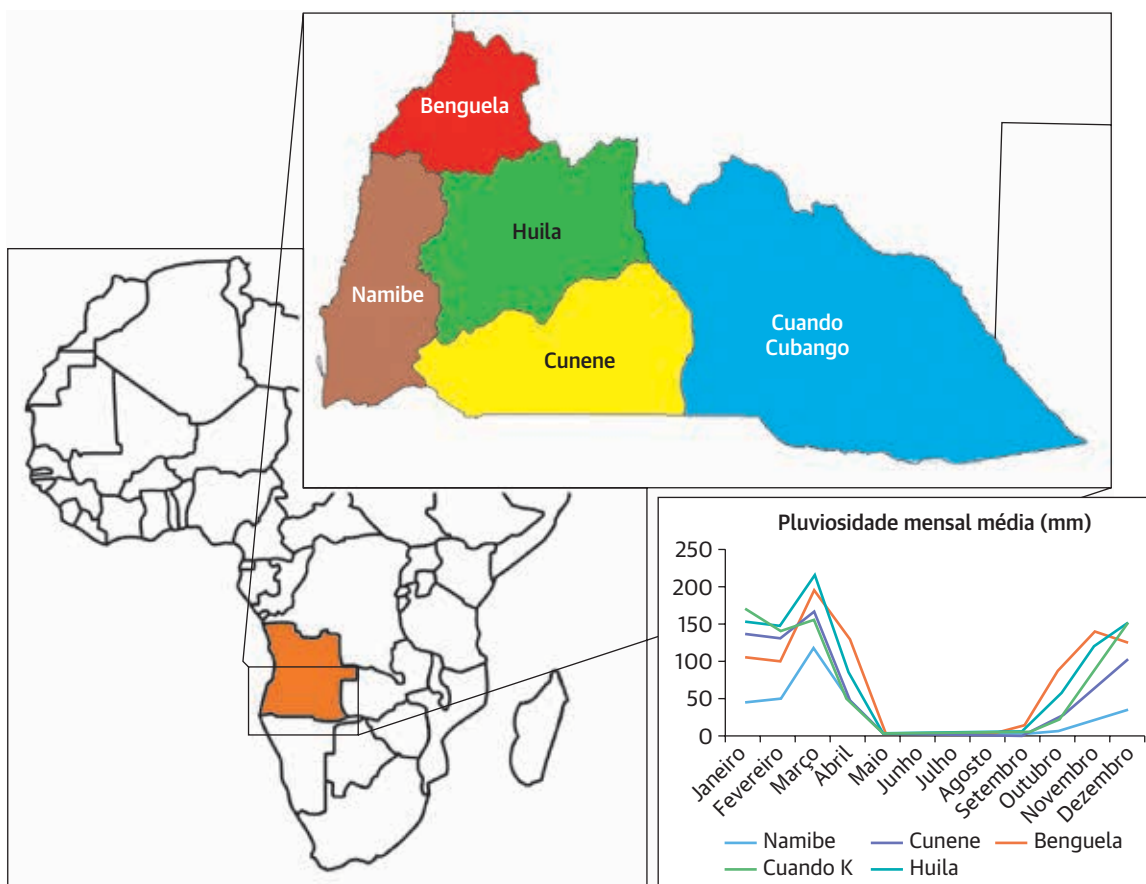 Benguela
Huila
Namibe
Cunene
Cuando
Cubango
Pluviosidade mensal média (mm)
250
200
150
100
50
0
Janeiro
Fevereiro
Março
Abril
Maio
Junho
Julho
Agosto
Setembro
Outubro
Novembro
Dezembro
Namibe Cunene Benguela
Cuando K Huila